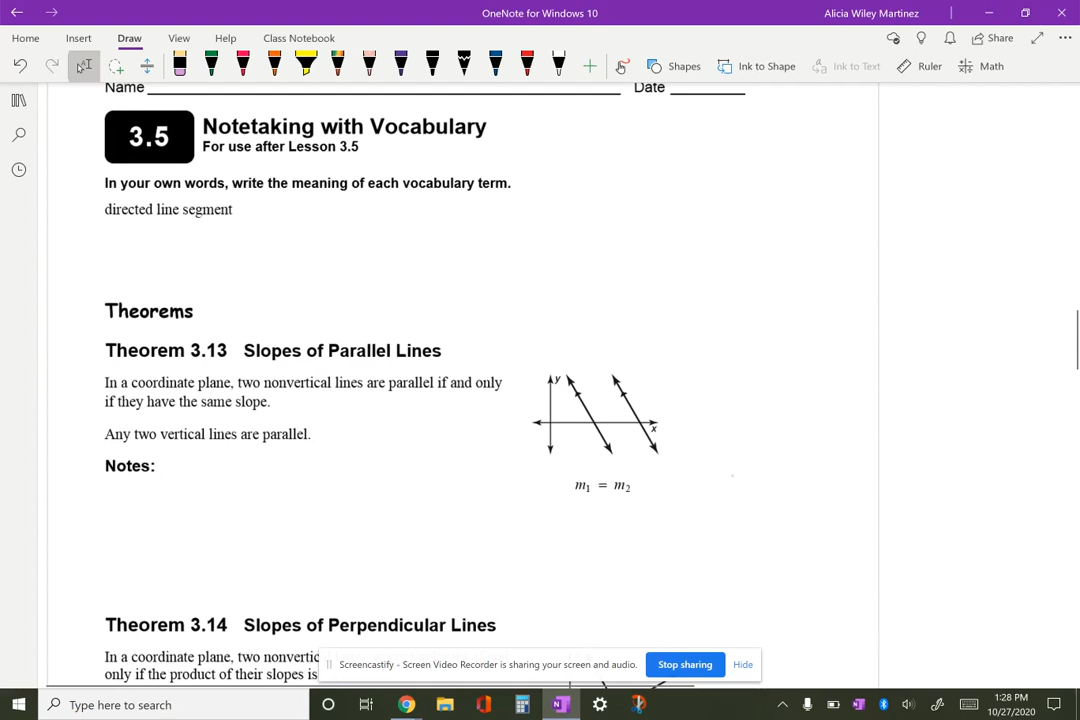 OneNote for Windows 10
Alicia Wiley Martinez
Home Insert Draw View Help Class Notebook
Share
Shapes Ink to Shape Ink to Text Ruler Math
Name Date
3.5 Notetaking with Vocabulary
For use after Lesson 3.5
In your own words, write the meaning of each vocabulary term.
directed line segment
Theorems
Theorem 3.13 Slopes of Parallel Lines
In a coordinate plane, two nonvertical lines are parallel if and only
if they have the same slope.
Any two vertical lines are parallel.
Notes:
y
x
m₁ = m₂
Theorem 3.14 Slopes of Perpendicular Lines
In a coordinate plane, two nonvertic
only if the product of their slopes is
Screencastify - Screen Video Recorder is sharing your screen and audio.
Stop sharing
Hide
Type here to search
1:28 PM
10/27/2020